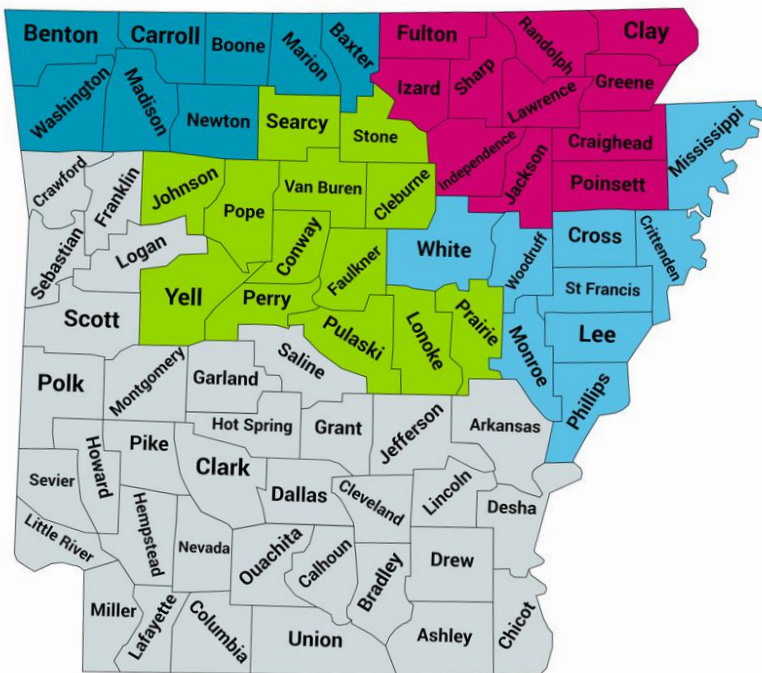 Benton
Carroll
Boone
Marion
Baxter
Fulton
Sharp
Randolph
Clay
Washington
Madison
Newton
Searcy
Stone
Izard
Lawrence
Greene
Mississippi
Independence
Jackson
Craighead
Poinsett
Crawford
Franklin
Johnson
Pope
Van Buren
Cleburne
Sebastian
Logan
Conway
Faulkner
White
Woodruff
Cross
Crittenden
St Francis
Scott
Yell
Perry
Pulaski
Lonoke
Prairie
Monroe
Lee
Phillips
Polk
Montgomery
Garland
Saline
Hot Spring
Grant
Jefferson
Arkansas
Sevier
Howard
Pike
Clark
Dallas
Cleveland
Lincoln
Desha
Little River
Hempstead
Nevada
Ouachita
Calhoun
Bradley
Drew
Miller
Lafayette
Columbia
Union
Ashley
Chicot